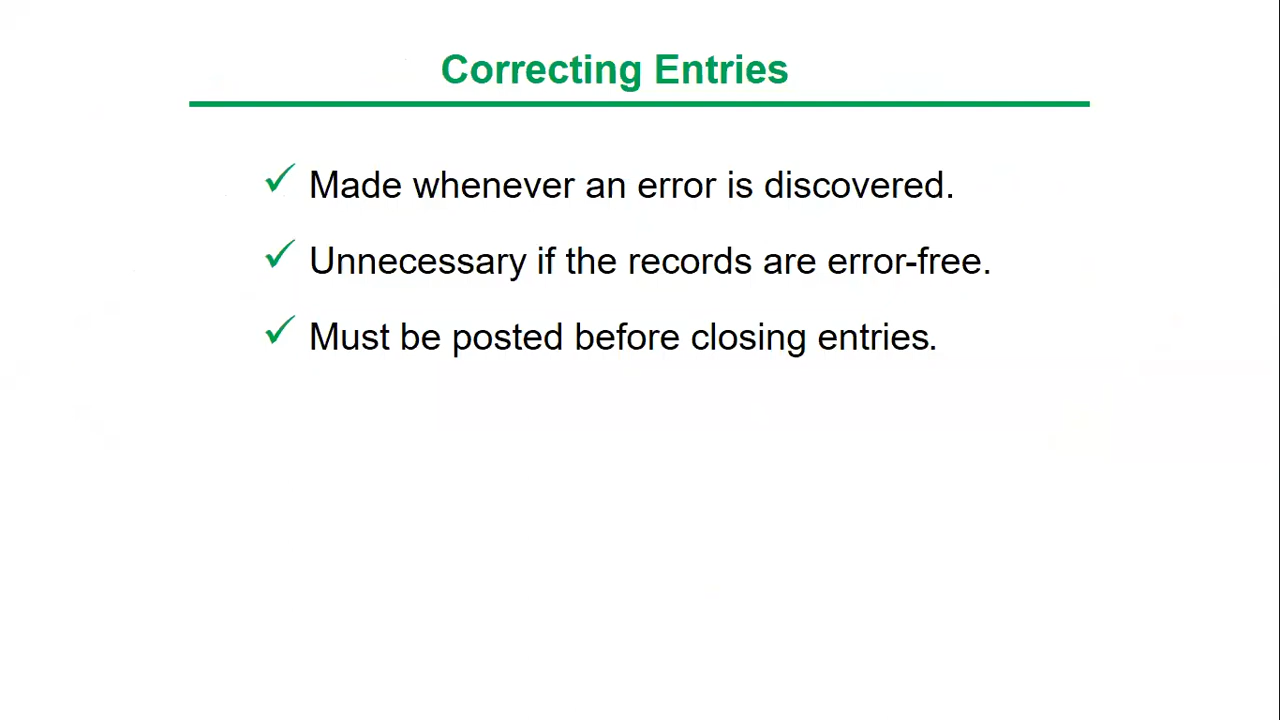 Correcting Entries
Made whenever an error is discovered.
Unnecessary if the records are error-free.
Must be posted before closing entries.